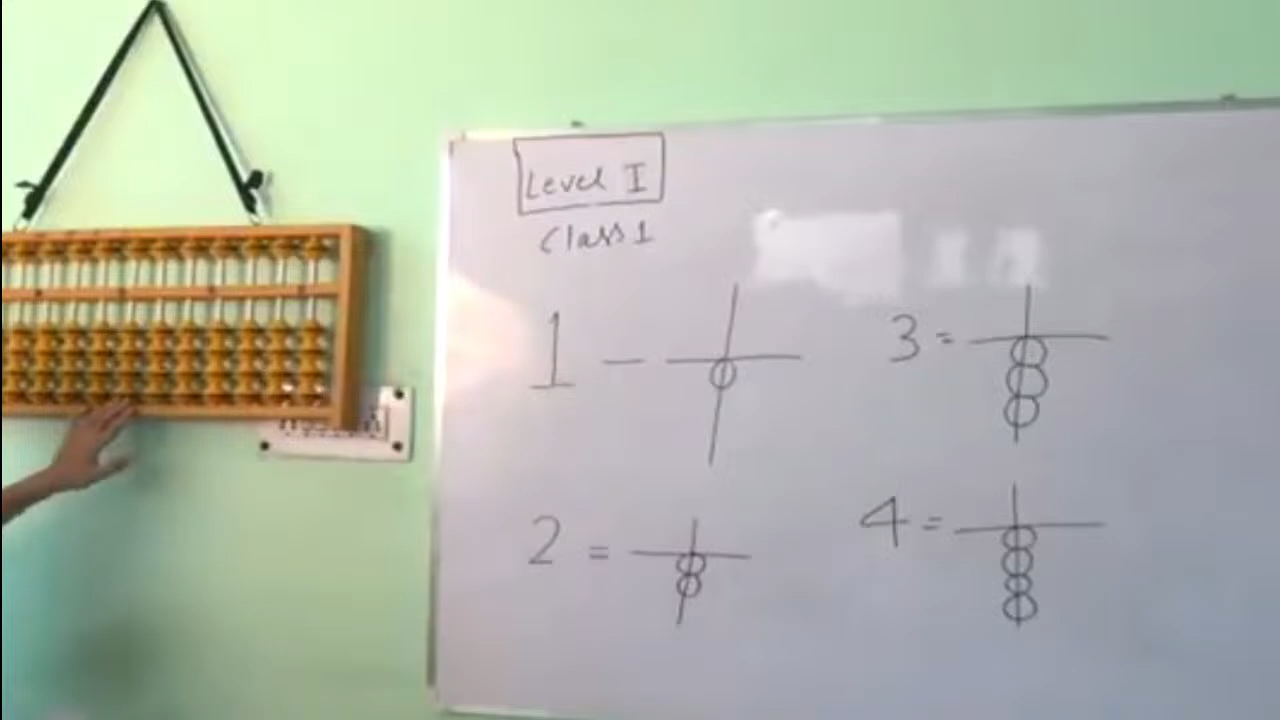 Level I
Class 1
1 –
3 =
2 =
4 =